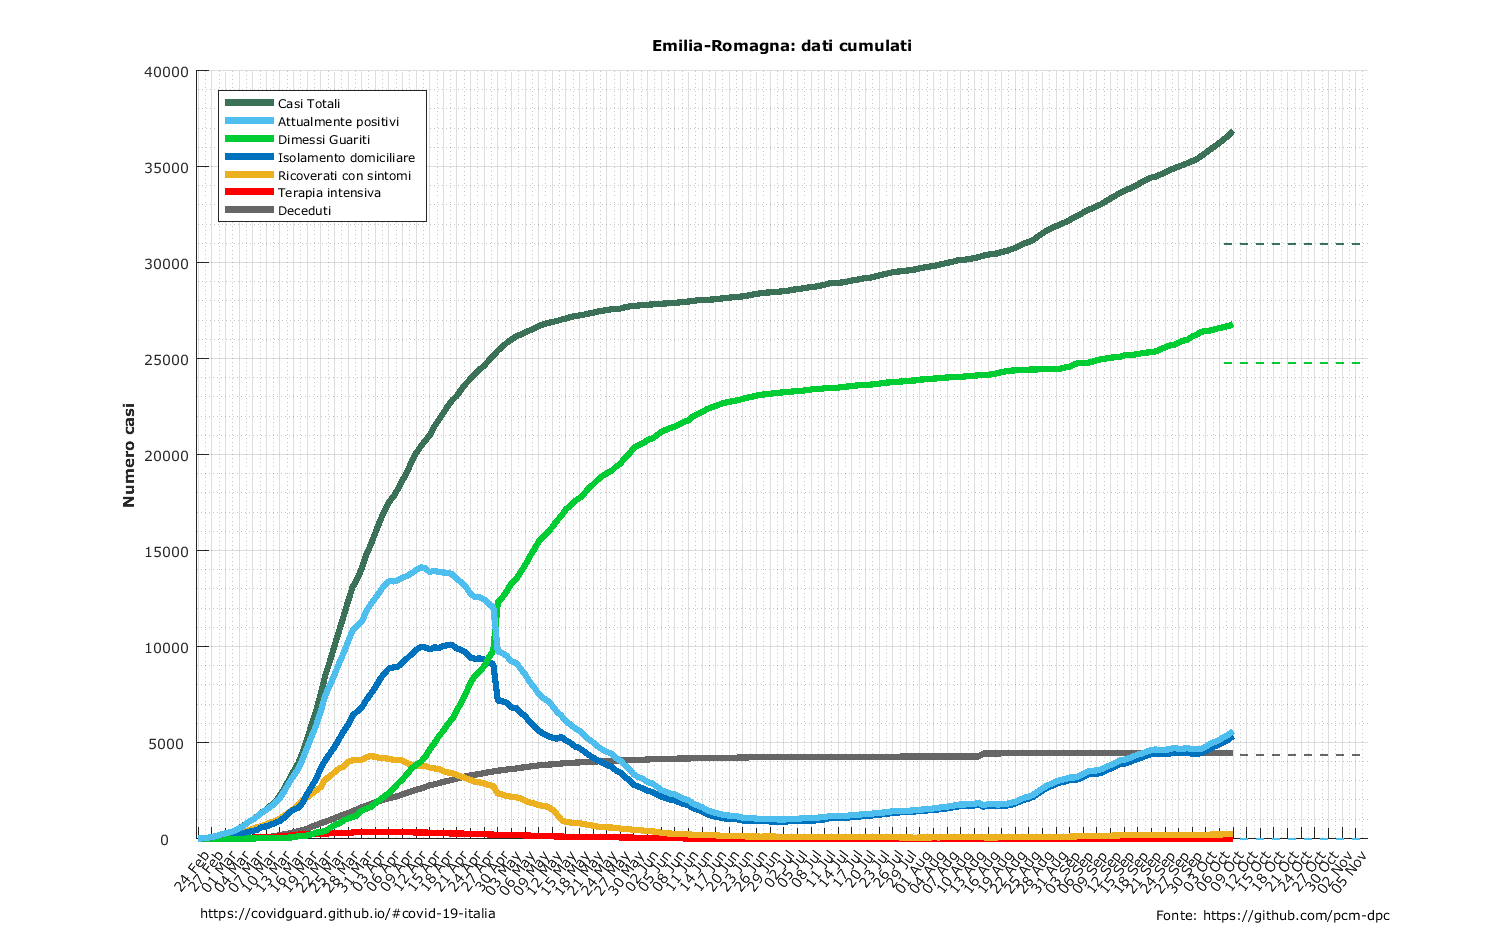 Emilia-Romagna: dati cumulati
40000
35000
30000
25000
20000
15000
10000
5000
0
Numero casi
Casi Totali
Attualmente positivi
Dimessi Guariti
Isolamento domiciliare
Ricoverati con sintomi
Terapia intensiva
Deceduti
24 Feb
27 Feb
01 Mar
04 Mar
07 Mar
10 Mar
13 Mar
16 Mar
19 Mar
22 Mar
25 Mar
28 Mar
31 Mar
03 Apr
06 Apr
09 Apr
12 Apr
15 Apr
18 Apr
21 Apr
24 Apr
27 Apr
30 Apr
03 May
06 May
09 May
12 May
15 May
18 May
21 May
24 May
27 May
30 May
02 Jun
05 Jun
08 Jun
11 Jun
14 Jun
17 Jun
20 Jun
23 Jun
26 Jun
29 Jun
02 Jul
05 Jul
08 Jul
11 Jul
14 Jul
17 Jul
20 Jul
23 Jul
26 Jul
29 Jul
01 Aug
04 Aug
07 Aug
10 Aug
13 Aug
16 Aug
19 Aug
22 Aug
25 Aug
28 Aug
31 Aug
03 Sep
06 Sep
09 Sep
12 Sep
15 Sep
18 Sep
21 Sep
24 Sep
27 Sep
30 Sep
03 Oct
06 Oct
09 Oct
12 Oct
15 Oct
18 Oct
21 Oct
24 Oct
27 Oct
30 Oct
02 Nov
05 Nov
https://covidguard.github.io/#covid-19-italia
Fonte: https://github.com/pcm-dpc